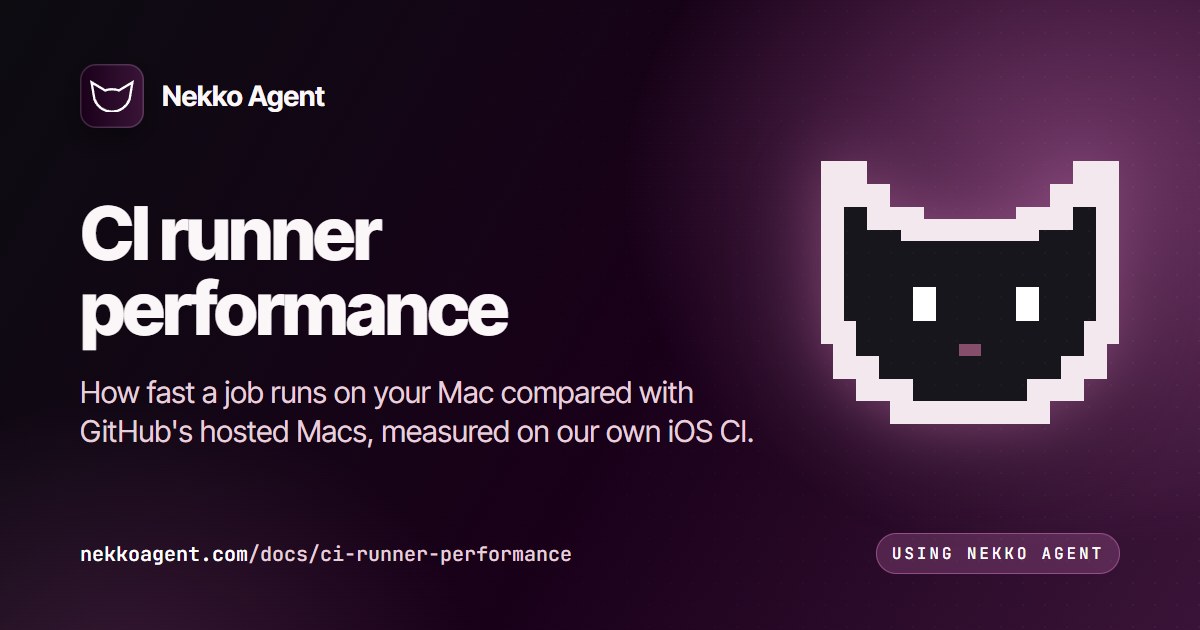 Nekko Agent
CI runner
performance
How fast a job runs on your Mac compared with
GitHub's hosted Macs, measured on our own iOS CI.
nekkoagent.com/docs/ci-runner-performance
USING NEKKO AGENT